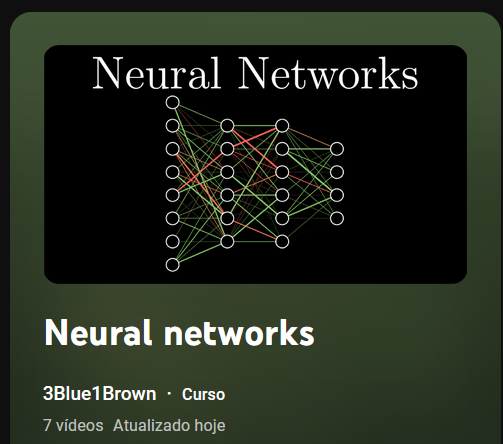 Neural Networks
Neural networks
3Blue1Brown · Curso
7 vídeos Atualizado hoje